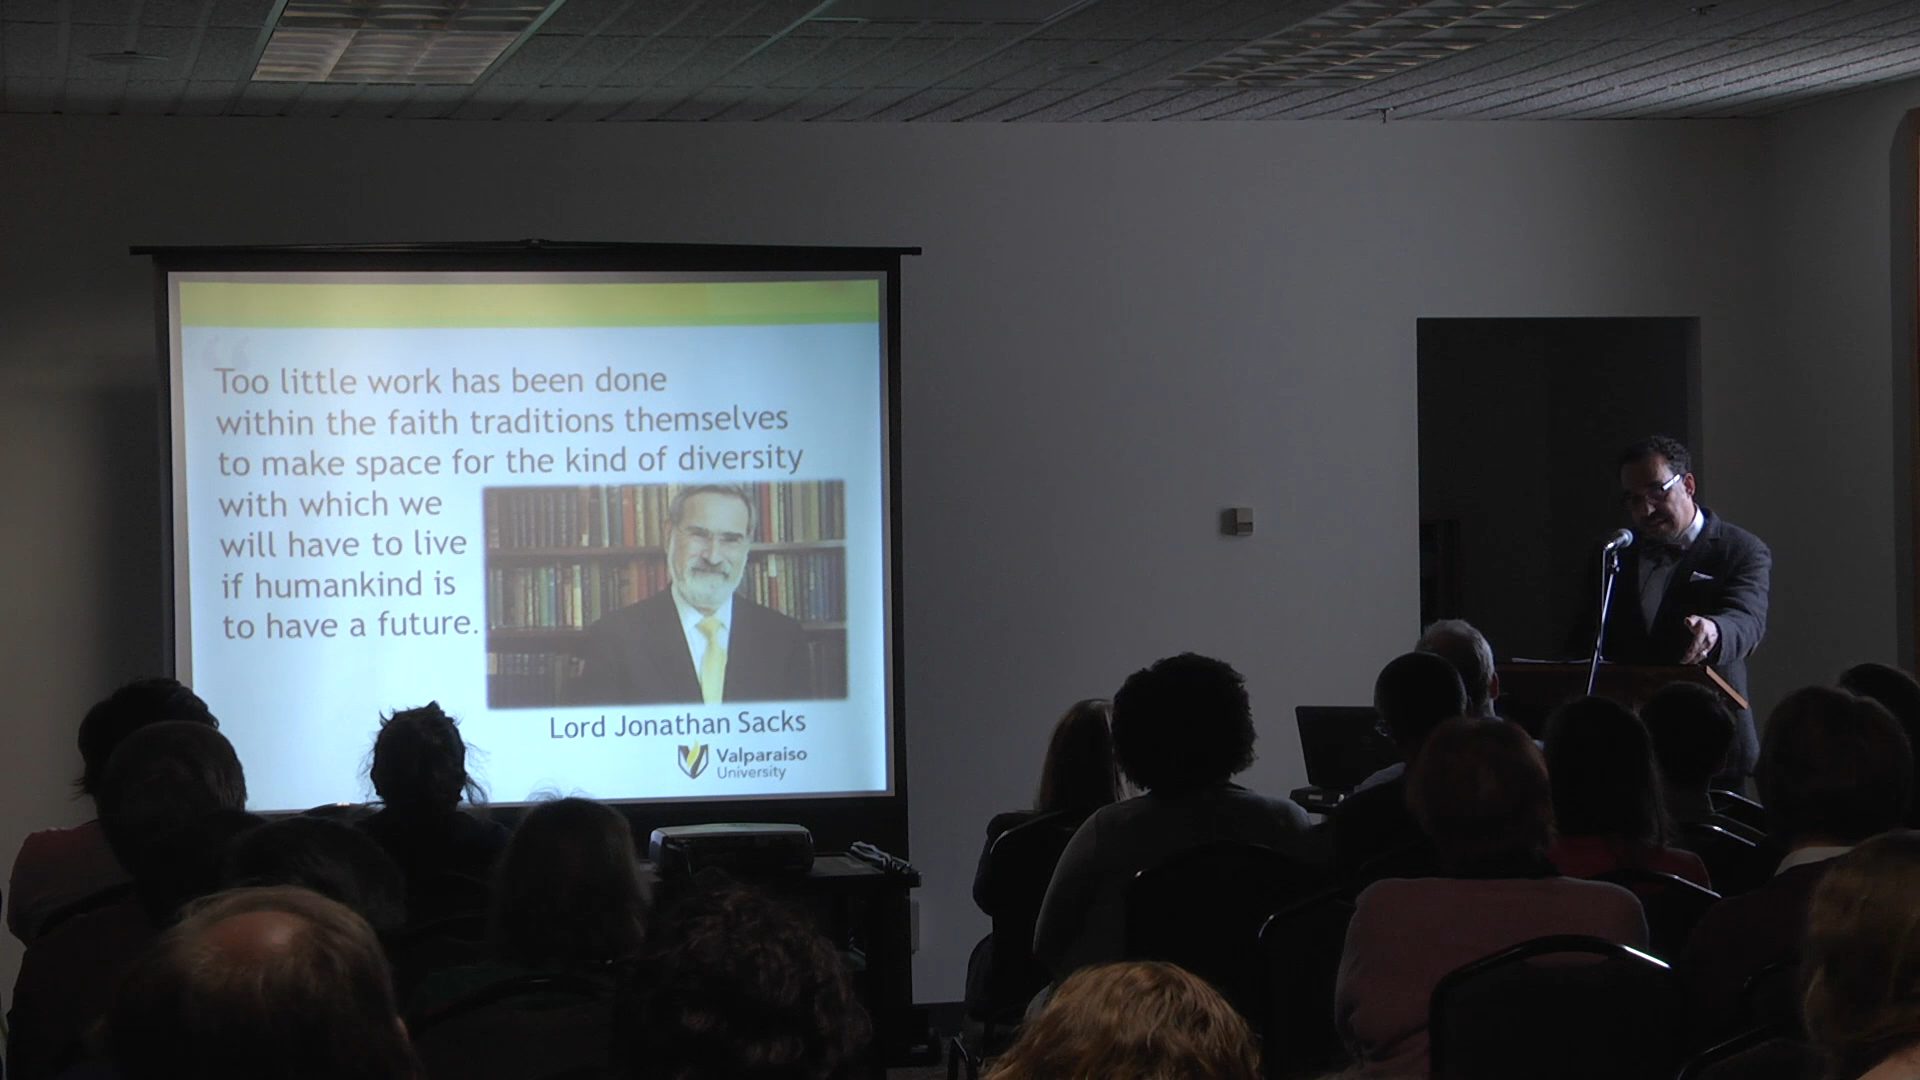 “
Too little work has been done
within the faith traditions themselves
to make space for the kind of diversity
with which we
will have to live
if humankind is
to have a future.
Lord Jonathan Sacks
Valparaiso
University